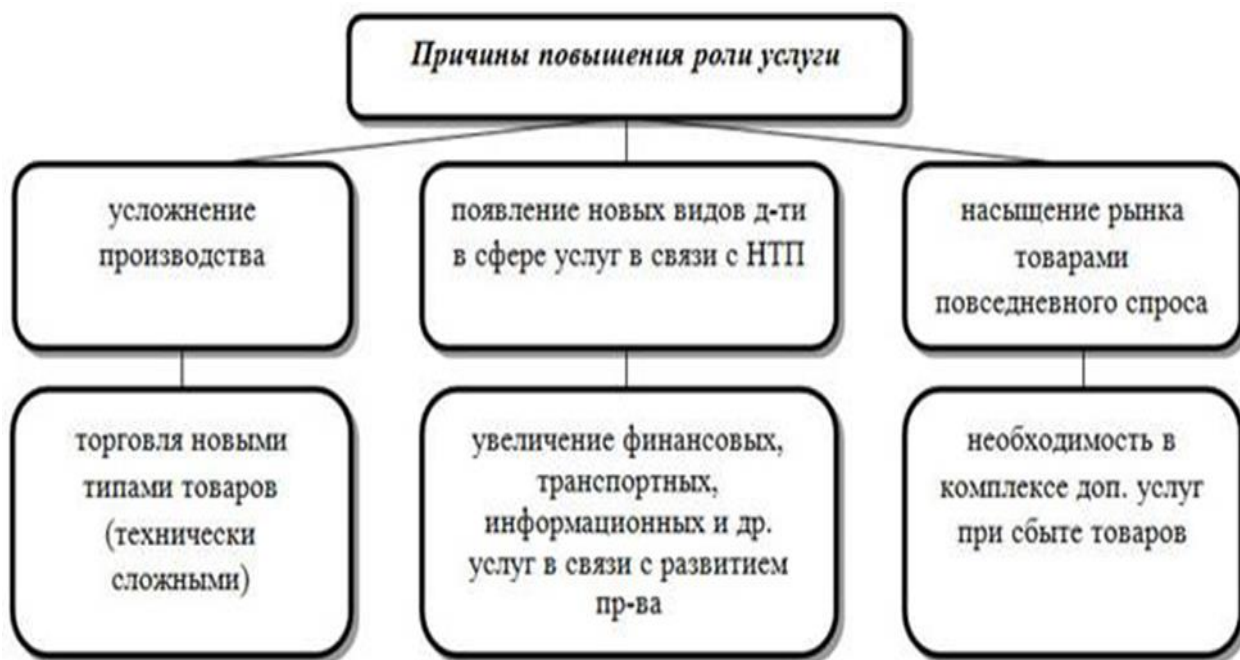 Причины повышения роли услуги
усложнение
производства
появление новых видов д-ти
в сфере услуг в связи с НТП
насыщение рынка
товарами
повседневного спроса
торговля новыми
типами товаров
(технически
сложными)
увеличение финансовых,
транспортных,
информационных и др.
услуг в связи с развитием
пр-ва
необходимость в
комплексе доп. услуг
при сбыте товаров